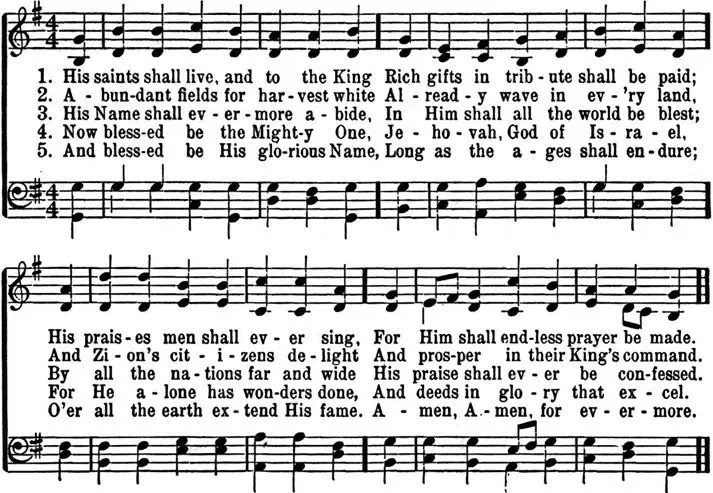 4 4
1. His saints shall live, and to the King Rich gifts in trib - ute shall be paid;
2. A - bun-dant fields for har-vest white Al - read - y wave in ev-'ry land,
3. His Name shall ev - er-more a - bide, In Him shall all the world be blest;
4. Now bless-ed be the Might-y One, Je - ho - vah, God of Is - ra - el,
5. And bless-ed be His glo-rious Name, Long as the a - ges shall en-dure;
4 4
His prais-es men shall ev - er sing, For Him shall end-less prayer be made.
And Zi-on's cit - i - zens de-light And pros-per in their King's com-mand.
By all the na-tions far and wide His praise shall ev - er be con-fessed.
For He a-lone has won-ders done, And deeds in glo - ry that ex - cel.
O'er all the earth ex-tend His fame. A - men, A-men, for ev - er-more.